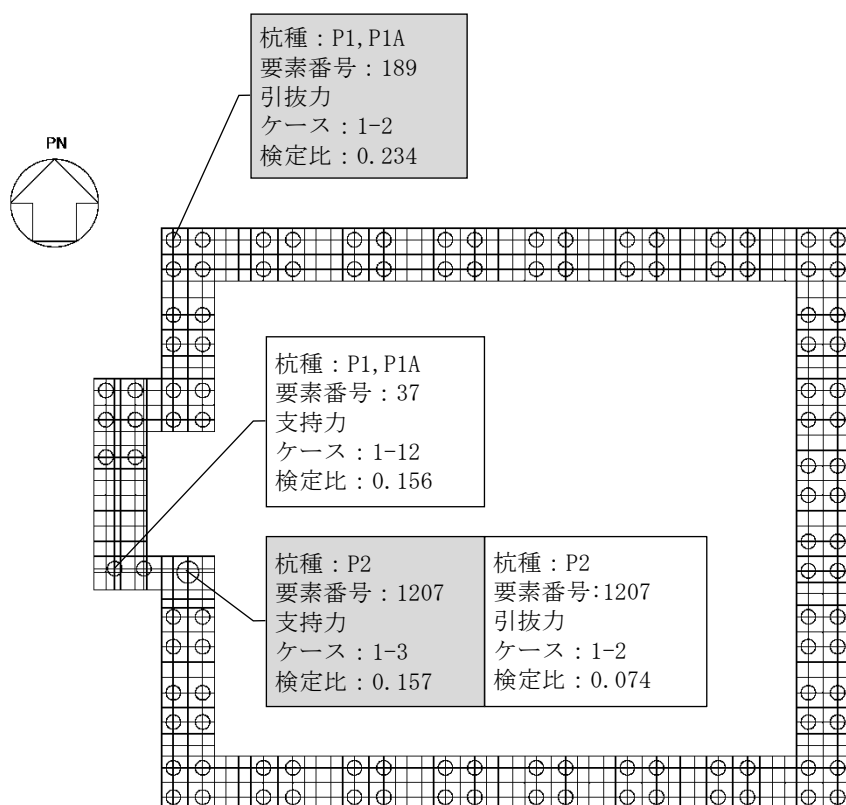 杭種：P1,P1A
要素番号：189
引抜力
ケース：1-2
検定比：0.234
PN
杭種：P1,P1A
要素番号：37
支持力
ケース：1-12
検定比：0.156
杭種：P2
要素番号：1207
支持力
ケース：1-3
検定比：0.157
杭種：P2
要素番号:1207
引抜力
ケース：1-2
検定比：0.074